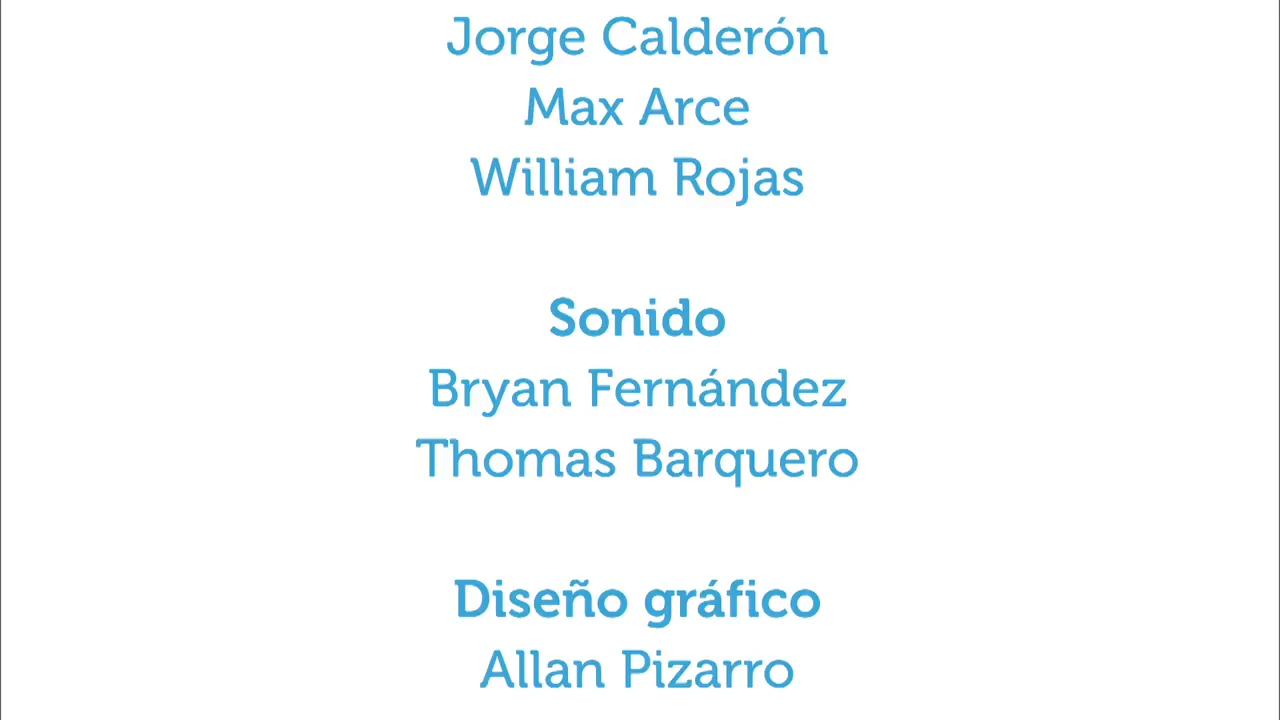 Jorge Calderón
Max Arce
William Rojas
Sonido
Bryan Fernández
Thomas Barquero
Diseño gráfico
Allan Pizarro